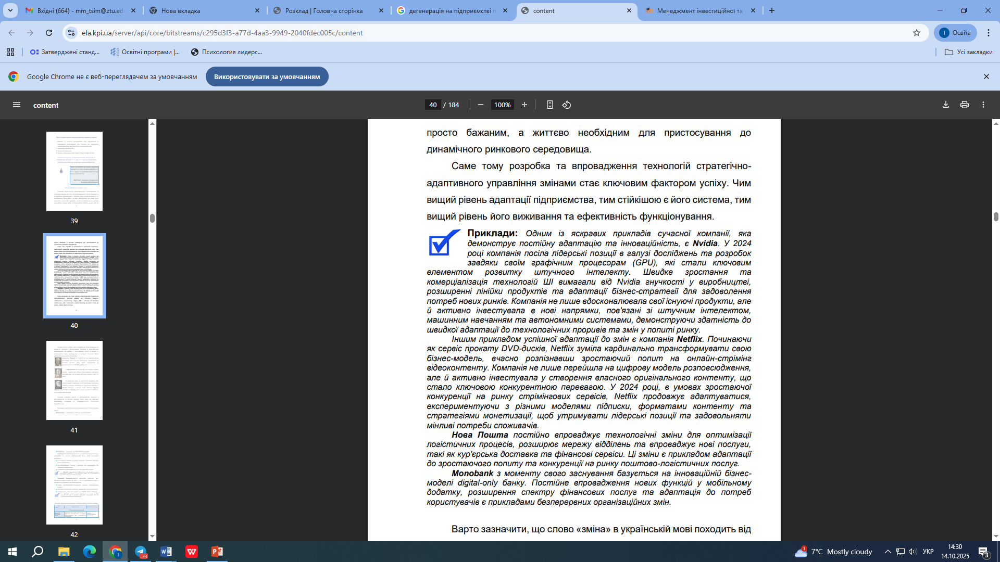 Вхідні (664) - mm_tsim@ztu.ed
Нова вкладка
Розклад | Головна сторінка
дегенерація на підприємстві п
content
Менеджмент інвестиційної та
ela.kpi.ua/server/api/core/bitstreams/c295d3f3-a77d-4aa3-9949-2040fdec005c/content
І Освіта
Затверджені станд...
Освітні програми |...
Психология лидерс...
Усі закладки
Google Chrome не є веб-переглядачем за умовчанням
Використовувати за умовчанням
content
40 / 184
100%
39
40
41
42
просто бажаним, а життєво необхідним для пристосування до
динамічного ринкового середовища.
Саме тому розробка та впровадження технологій стратегічно-
адаптивного управління змінами стає ключовим фактором успіху. Чим
вищий рівень адаптації підприємства, тим стійкішою є його система, тим
вищий рівень його виживання та ефективність функціонування.
Приклади: Одним із яскравих прикладів сучасної компанії, яка
демонструє постійну адаптацію та інноваційність, є Nvidia. У 2024
році компанія посіла лідерські позиції в галузі досліджень та розробок
завдяки своїм графічним процесорам (GPU), які стали ключовим
елементом розвитку штучного інтелекту. Швидке зростання та
комерціалізація технологій ШІ вимагали від Nvidia гнучкості у виробництві,
розширенні лінійки продуктів та адаптації бізнес-стратегії для задоволення
потреб нових ринків. Компанія не лише вдосконалювала свої існуючі продукти, але
й активно інвестувала в нові напрямки, пов'язані зі штучним інтелектом,
машинним навчанням та автономними системами, демонструючи здатність до
швидкої адаптації до технологічних проривів та змін у попиті ринку.
Іншим прикладом успішної адаптації до змін є компанія Netflix. Починаючи
як сервіс прокату DVD-дисків, Netflix зуміла кардинально трансформувати свою
бізнес-модель, вчасно розпізнавши зростаючий попит на онлайн-стрімінг
відеоконтенту. Компанія не лише перейшла на цифрову модель розповсюдження,
але й активно інвестувала у створення власного оригінального контенту, що
стало ключовою конкурентною перевагою. У 2024 році, в умовах зростаючої
конкуренції на ринку стрімінгових сервісів, Netflix продовжує адаптуватися,
експериментуючи з різними моделями підписки, форматами контенту та
стратегіями монетизації, щоб утримувати лідерські позиції та задовольняти
мінливі потреби споживачів.
Нова Пошта постійно впроваджує технологічні зміни для оптимізації
логістичних процесів, розширює мережу відділень та впроваджує нові послуги,
такі як кур'єрська доставка та фінансові сервіси. Ці зміни є прикладом адаптації
до зростаючого попиту та конкуренції на ринку поштово-логістичних послуг.
Monobank з моменту свого заснування базується на інноваційній бізнес-
моделі digital-only банку. Постійне впровадження нових функцій у мобільному
додатку, розширення спектру фінансових послуг та адаптація до потреб
користувачів є прикладами безперервних організаційних змін.
Варто зазначити, що слово «зміна» в українській мові походить від
7°C Mostly cloudy
УКР
14:30
14.10.2025